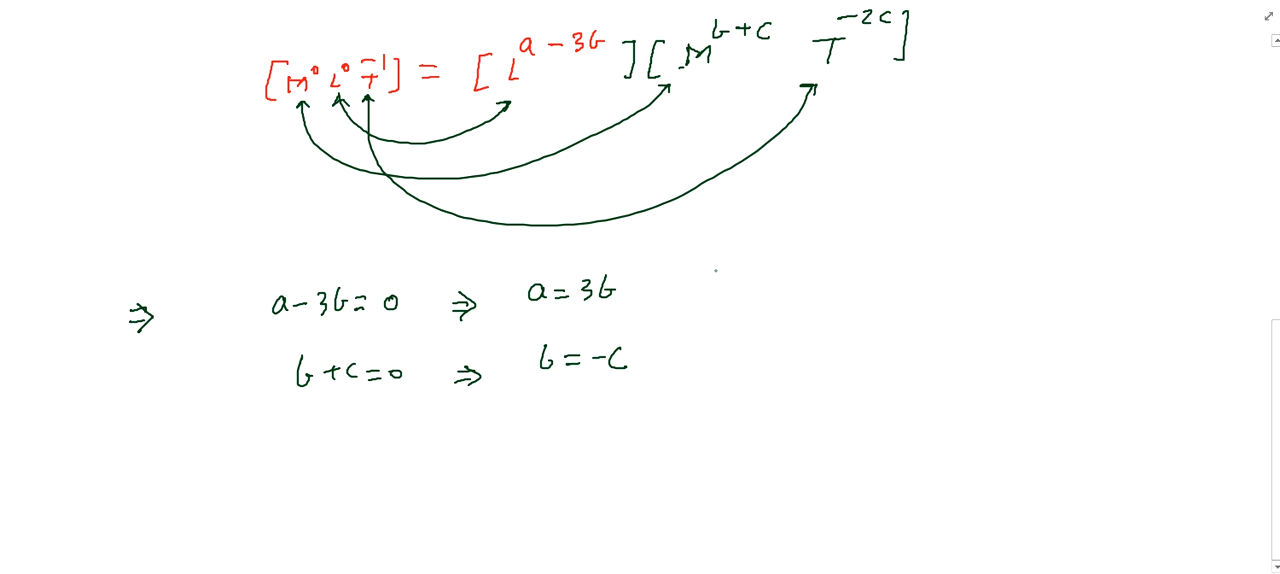 [M⁰ L⁰ T⁻¹] = [L^{a-3b}][M^{b+c} T^{-2c}]
⇒ a-3b=0 ⇒ a=3b
b+c=0 ⇒ b=-c